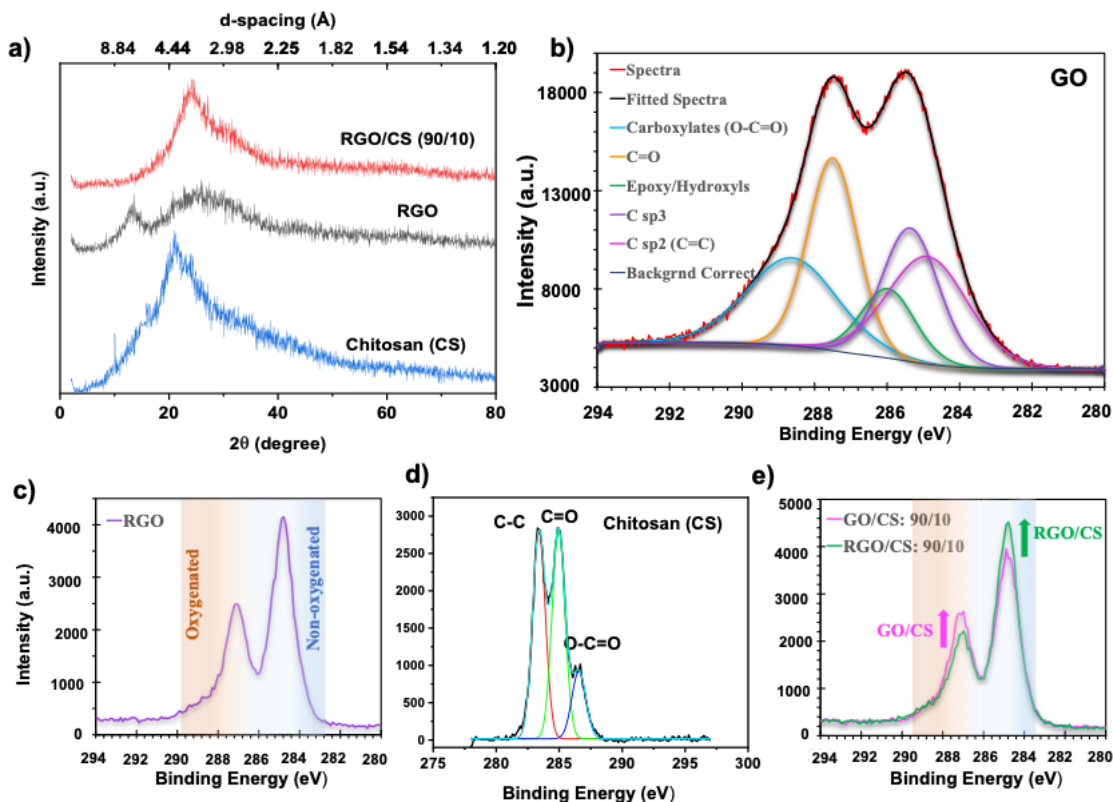 a)
d-spacing (Å)
8.84 4.44 2.98 2.25 1.82 1.54 1.34 1.20
RGO/CS (90/10)
RGO
Chitosan (CS)
Intensity (a.u.)
0 20 40 60 80
2θ (degree)
b)
GO
Spectra
Fitted Spectra
Carboxylates (O-C=O)
C=O
Epoxy/Hydroxyls
C sp3
C sp2 (C=C)
Backgrnd Correct
Intensity (a.u.)
18000
13000
8000
3000
294 292 290 288 286 284 282 280
Binding Energy (eV)
c)
RGO
Oxygenated
Non-oxygenated
Intensity (a.u.)
4000
3000
2000
1000
0
294 292 290 288 286 284 282 280
Binding Energy (eV)
d)
C-C
C=O
O-C=O
Chitosan (CS)
3000
2500
2000
1500
1000
500
0
275 280 285 290 295 300
Binding Energy (eV)
e)
GO/CS: 90/10
RGO/CS: 90/10
RGO/CS
GO/CS
Intensity (a.u.)
5000
4000
3000
2000
1000
0
294 292 290 288 286 284 282 280
Binding Energy (eV)